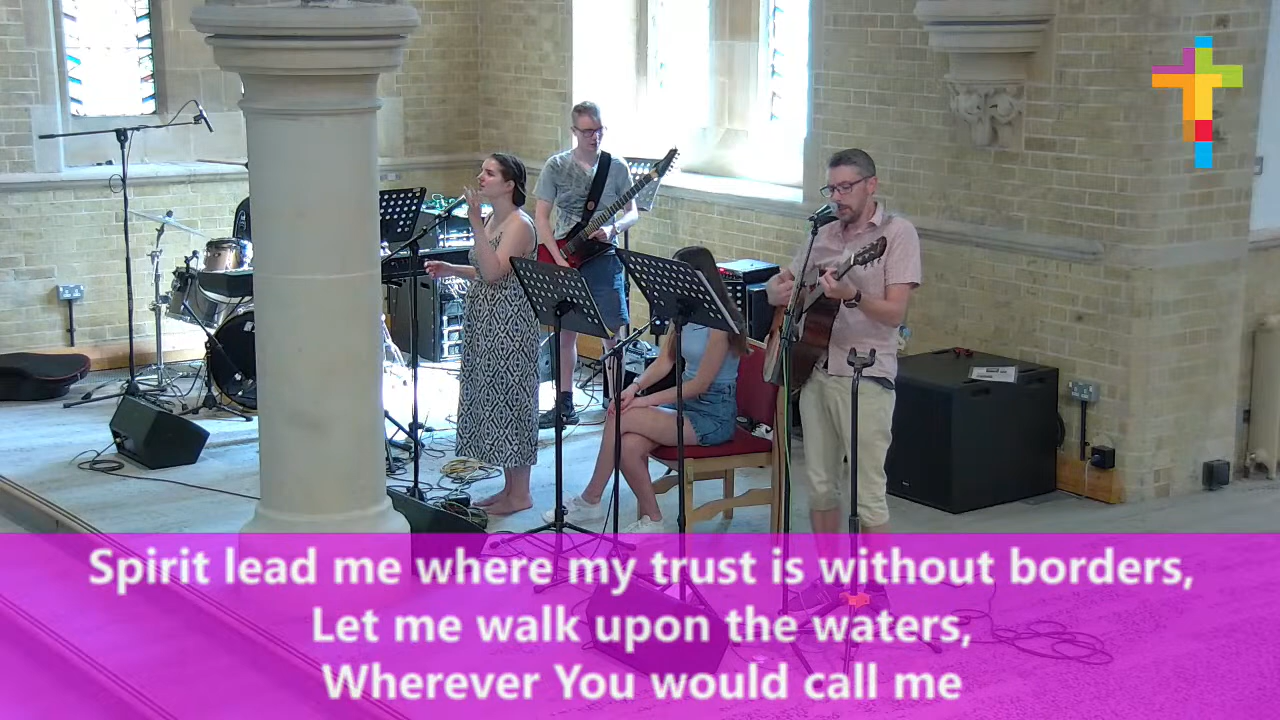 Spirit lead me where my trust is without borders,
Let me walk upon the waters,
Wherever You would call me